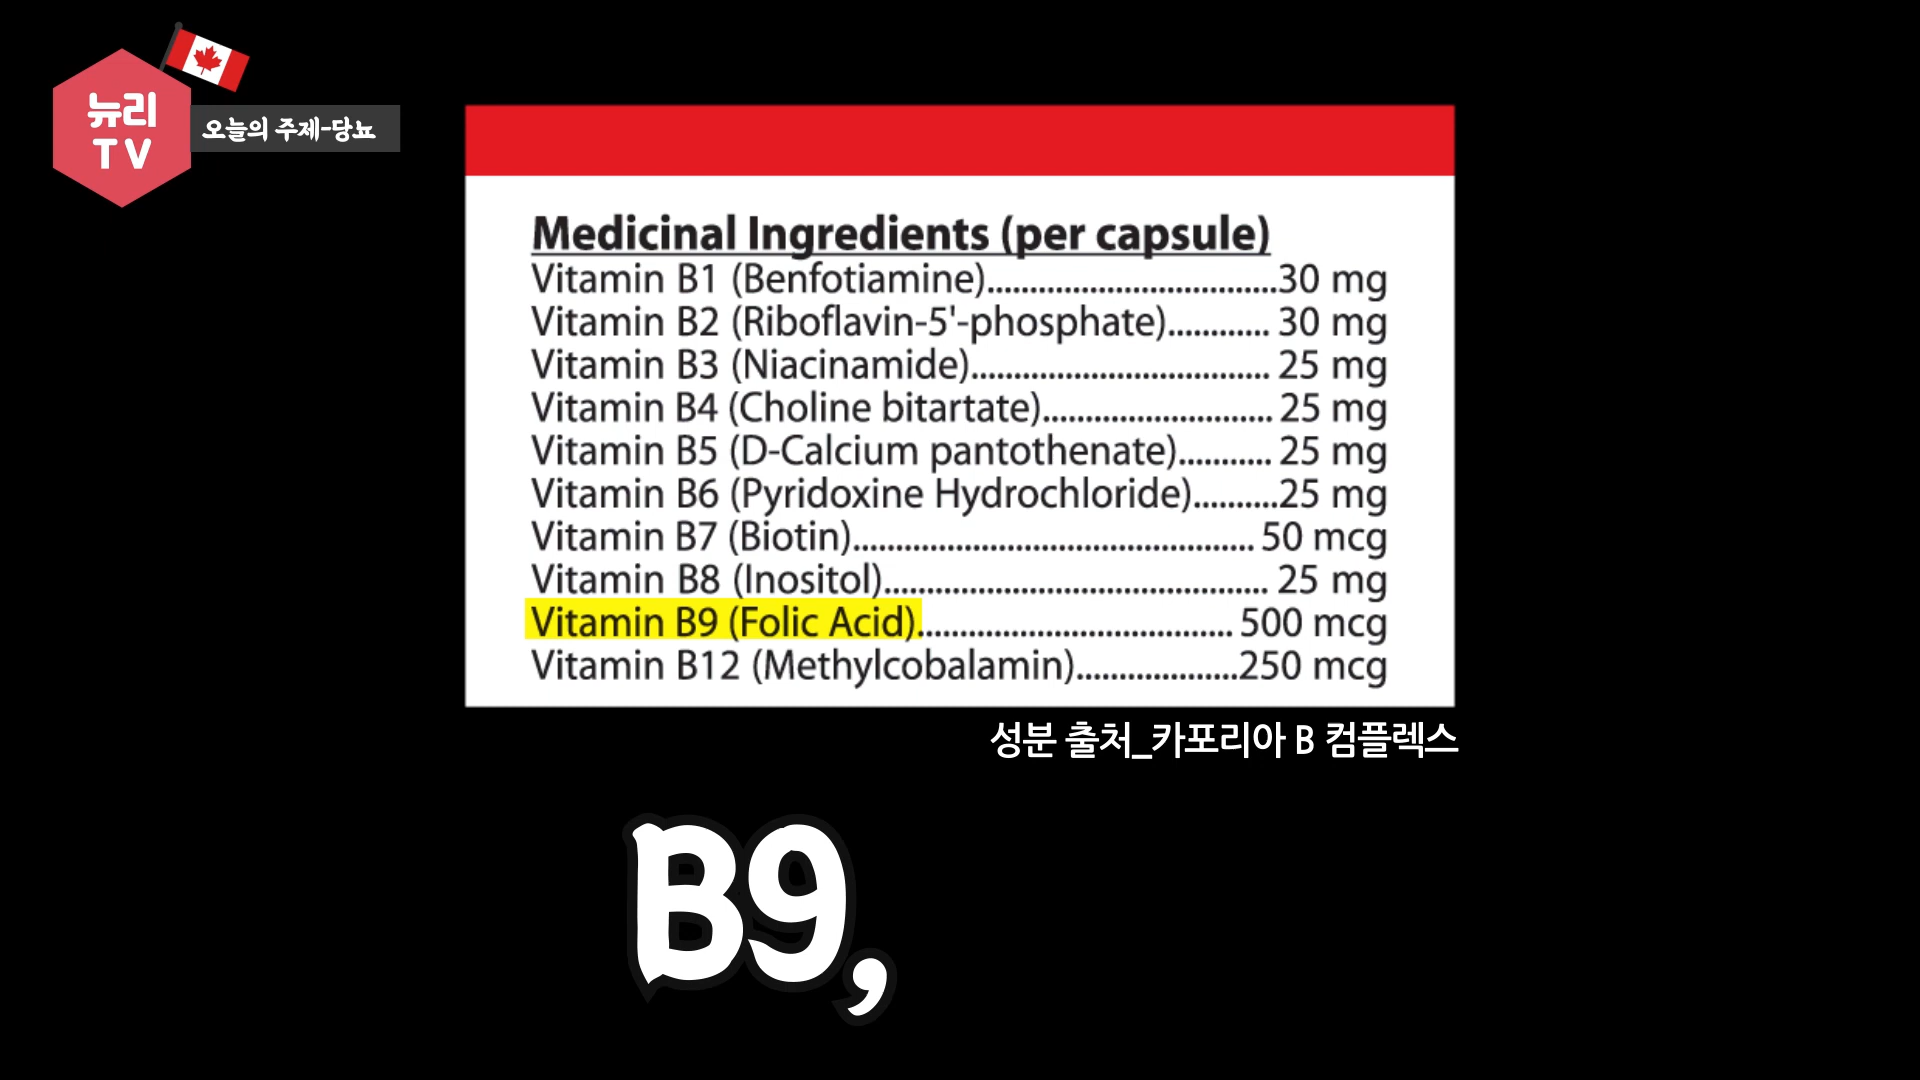 뉴리
TV
오늘의 주제-당뇨
Medicinal Ingredients (per capsule)
Vitamin B1 (Benfotiamine)..................................30 mg
Vitamin B2 (Riboflavin-5'-phosphate)............ 30 mg
Vitamin B3 (Niacinamide)................................... 25 mg
Vitamin B4 (Choline bitartate)........................... 25 mg
Vitamin B5 (D-Calcium pantothenate)........... 25 mg
Vitamin B6 (Pyridoxine Hydrochloride)..........25 mg
Vitamin B7 (Biotin)............................................... 50 mcg
Vitamin B8 (Inositol)............................................. 25 mg
Vitamin B9 (Folic Acid)..................................... 500 mcg
Vitamin B12 (Methylcobalamin)...................250 mcg
성분 출처_카포리아 B 컴플렉스
B9,